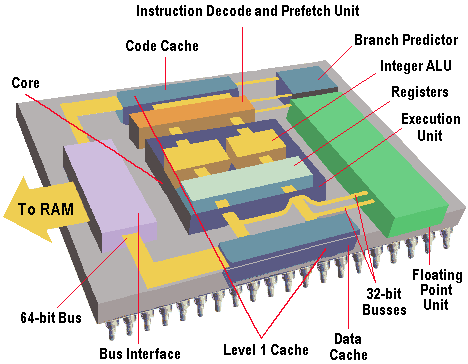 Instruction Decode and Prefetch Unit
Code Cache
Branch Predictor
Core
Integer ALU
Registers
Execution
Unit
To RAM
64-bit Bus
Bus Interface
Level 1 Cache
Data
Cache
32-bit
Busses
Floating
Point
Unit